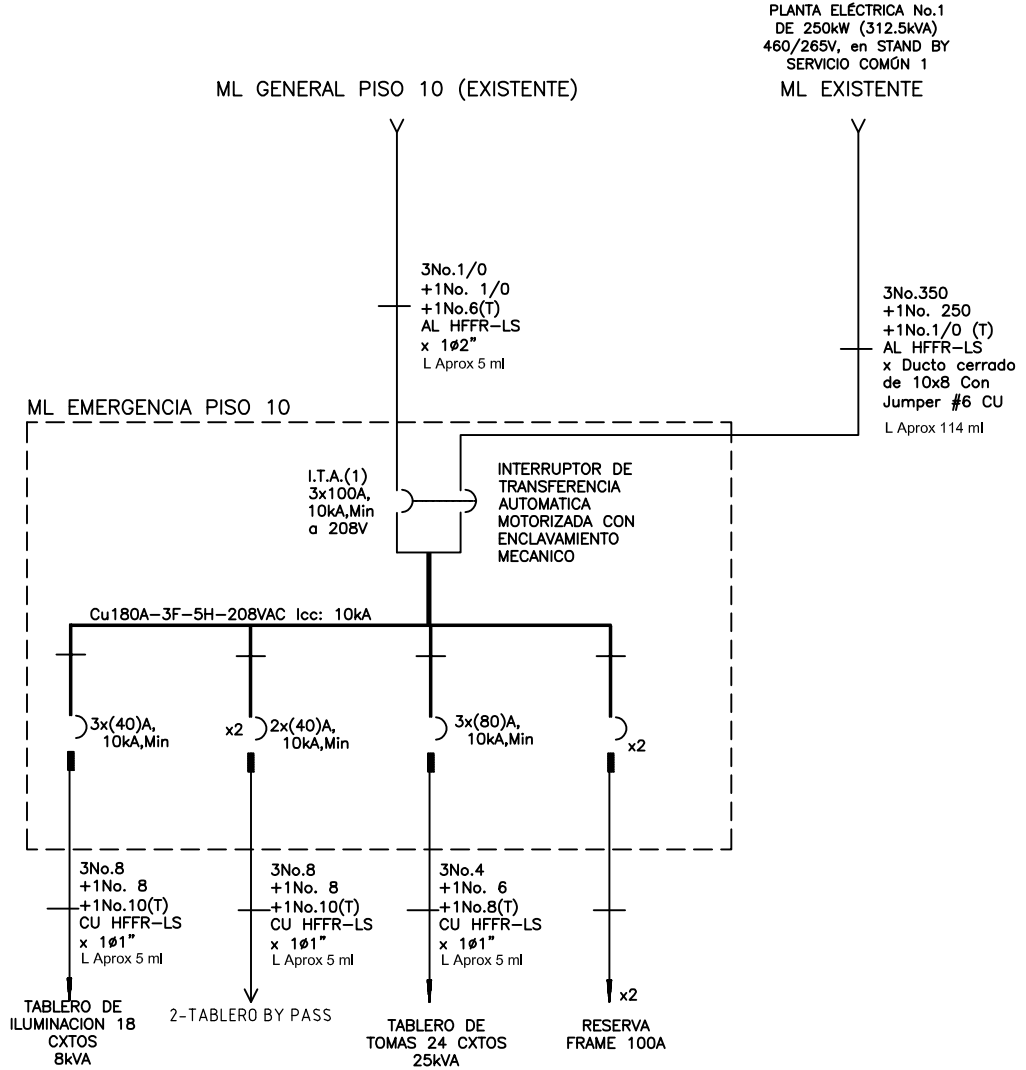 PLANTA ELÉCTRICA No.1
DE 250kW (312.5kVA)
460/265V, en STAND BY
SERVICIO COMÚN 1
ML GENERAL PISO 10 (EXISTENTE)
ML EXISTENTE
3No.1/0
+1No. 1/0
+1No.6(T)
AL HFFR-LS
x 1ø2"
L Aprox 5 ml
3No.350
+1No. 250
+1No.1/0 (T)
AL HFFR-LS
x Ducto cerrado
de 10x8 Con
Jumper #6 CU
L Aprox 114 ml
ML EMERGENCIA PISO 10
I.T.A.(1)
3x100A,
10kA,Min
a 208V
INTERRUPTOR DE
TRANSFERENCIA
AUTOMATICA
MOTORIZADA CON
ENCLAVAMIENTO
MECANICO
Cu180A-3F-5H-208VAC Icc: 10kA
3x(40)A,
10kA,Min
x2
2x(40)A,
10kA,Min
3x(80)A,
10kA,Min
x2
3No.8
+1No. 8
+1No.10(T)
CU HFFR-LS
x 1ø1"
L Aprox 5 ml
3No.8
+1No. 8
+1No.10(T)
CU HFFR-LS
x 1ø1"
L Aprox 5 ml
3No.4
+1No. 6
+1No.8(T)
CU HFFR-LS
x 1ø1"
L Aprox 5 ml
x2
TABLERO DE
ILUMINACION 18
CXTOS
8kVA
2-TABLERO BY PASS
TABLERO DE
TOMAS 24 CXTOS
25kVA
RESERVA
FRAME 100A